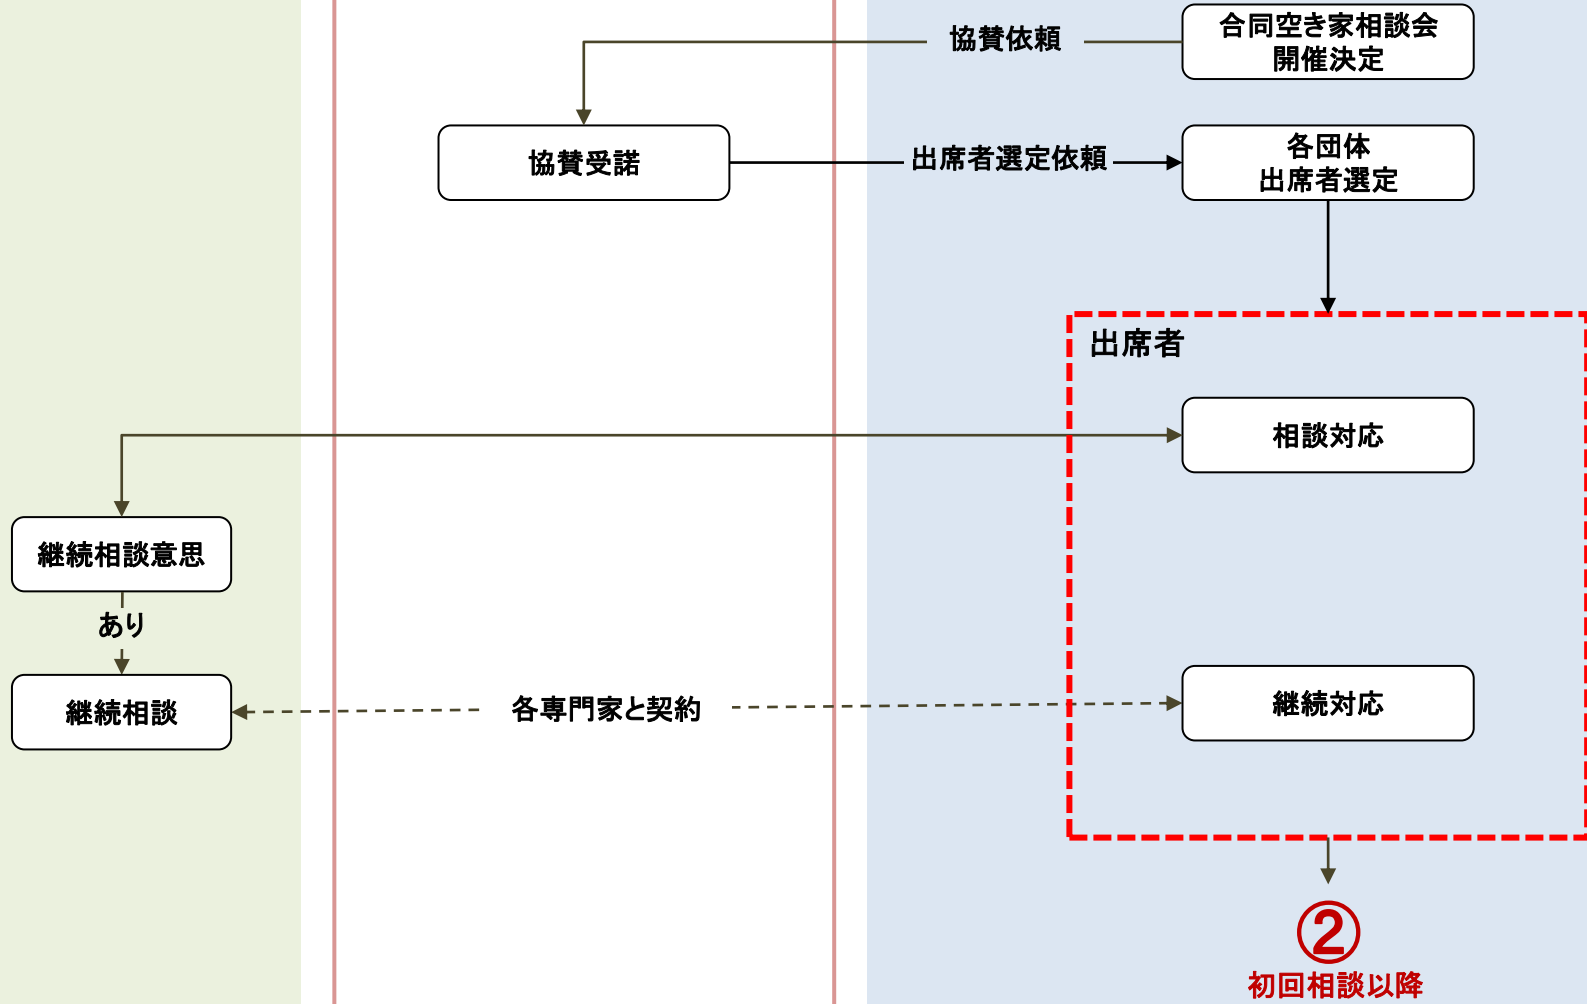 協賛依頼
合同空き家相談会
開催決定
協賛受諾
出席者選定依頼
各団体
出席者選定
出席者
相談対応
継続相談意思
あり
継続相談
各専門家と契約
継続対応
②
初回相談以降